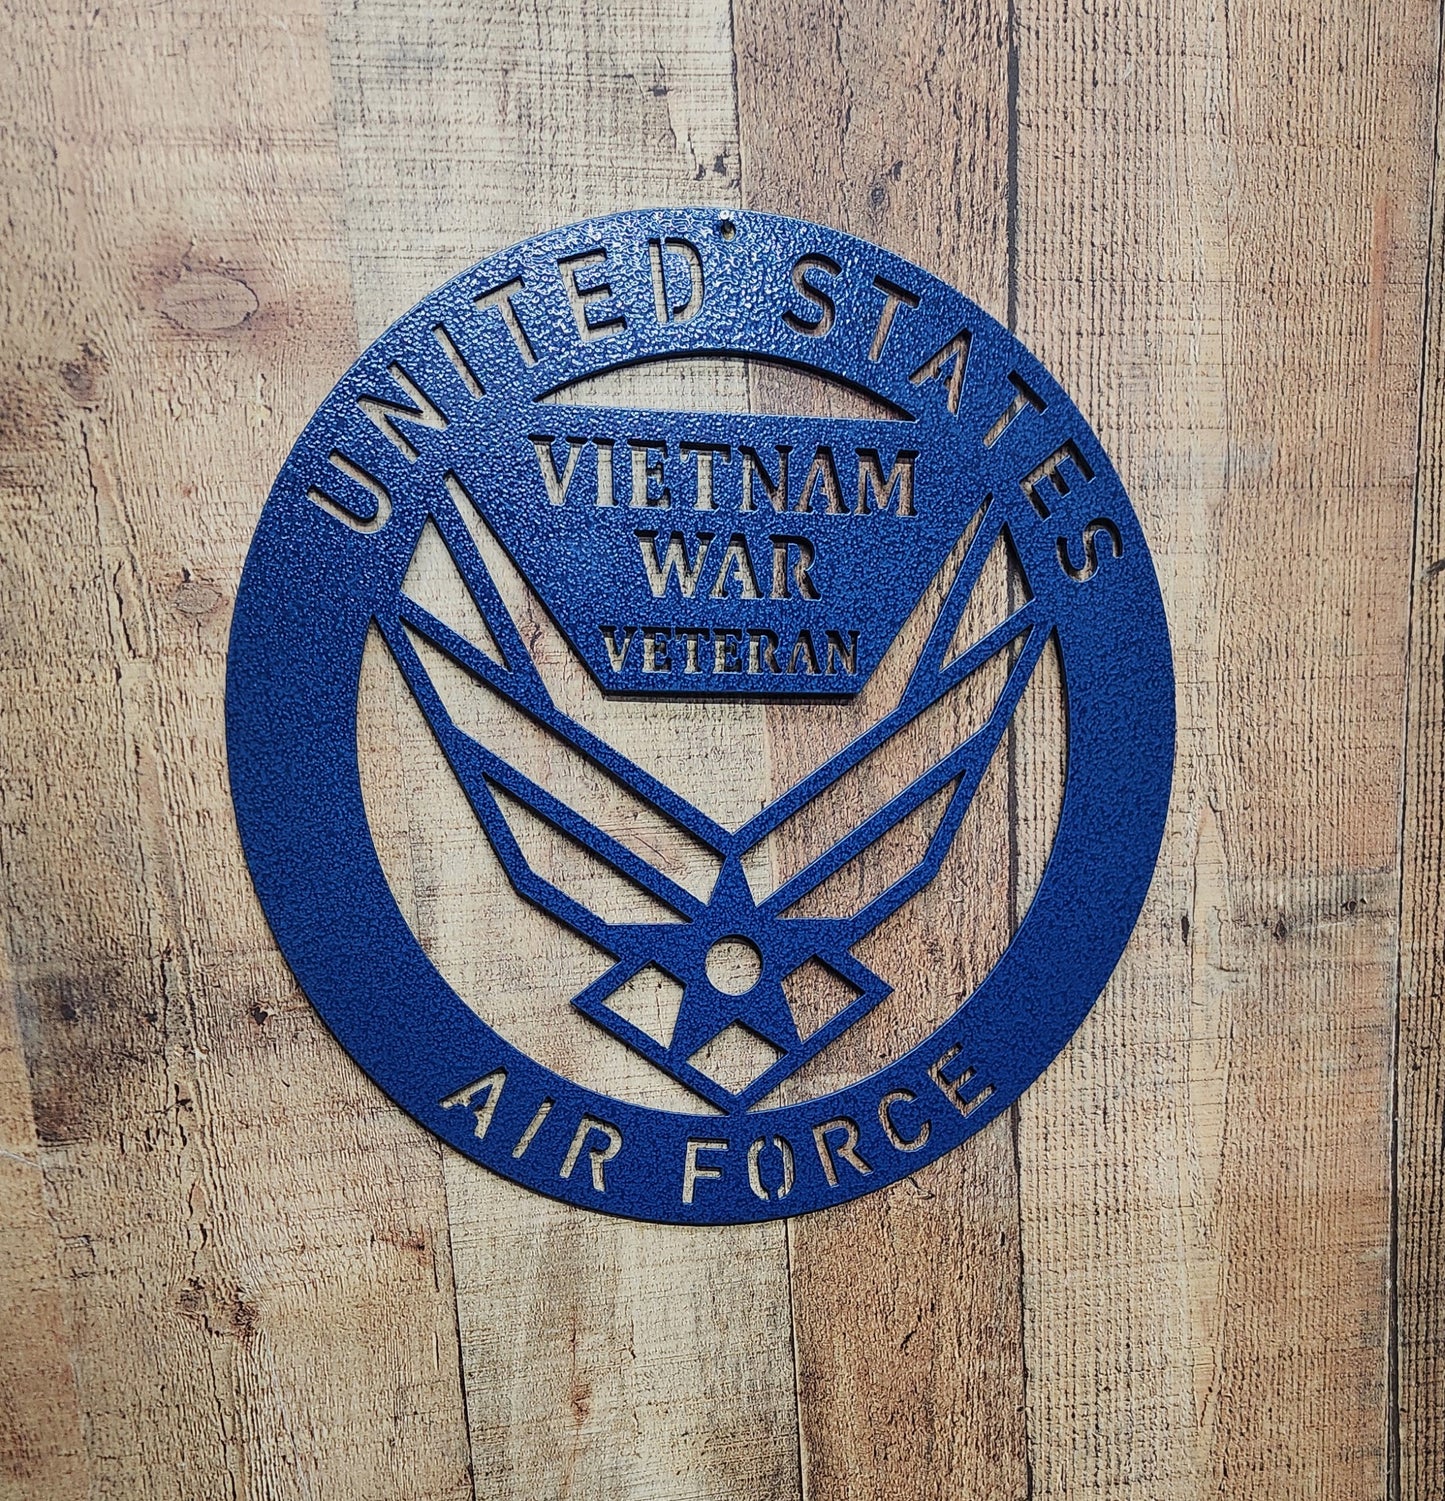 UNITED STATES
VIETNAM
WAR
VETERAN
AIR FORCE